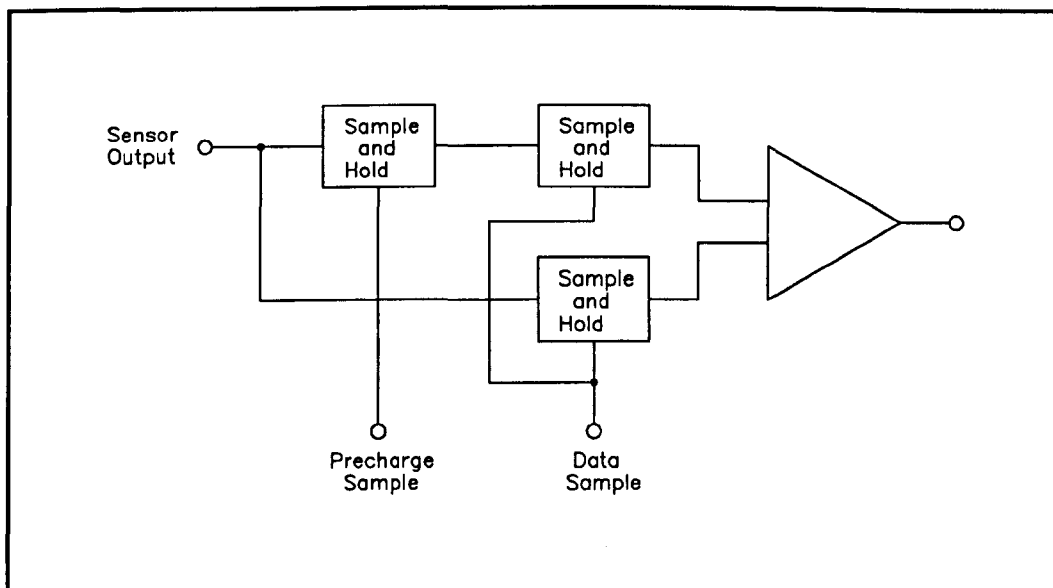 Sensor
Output
Sample
and
Hold
Sample
and
Hold
Sample
and
Hold
Precharge
Sample
Data
Sample